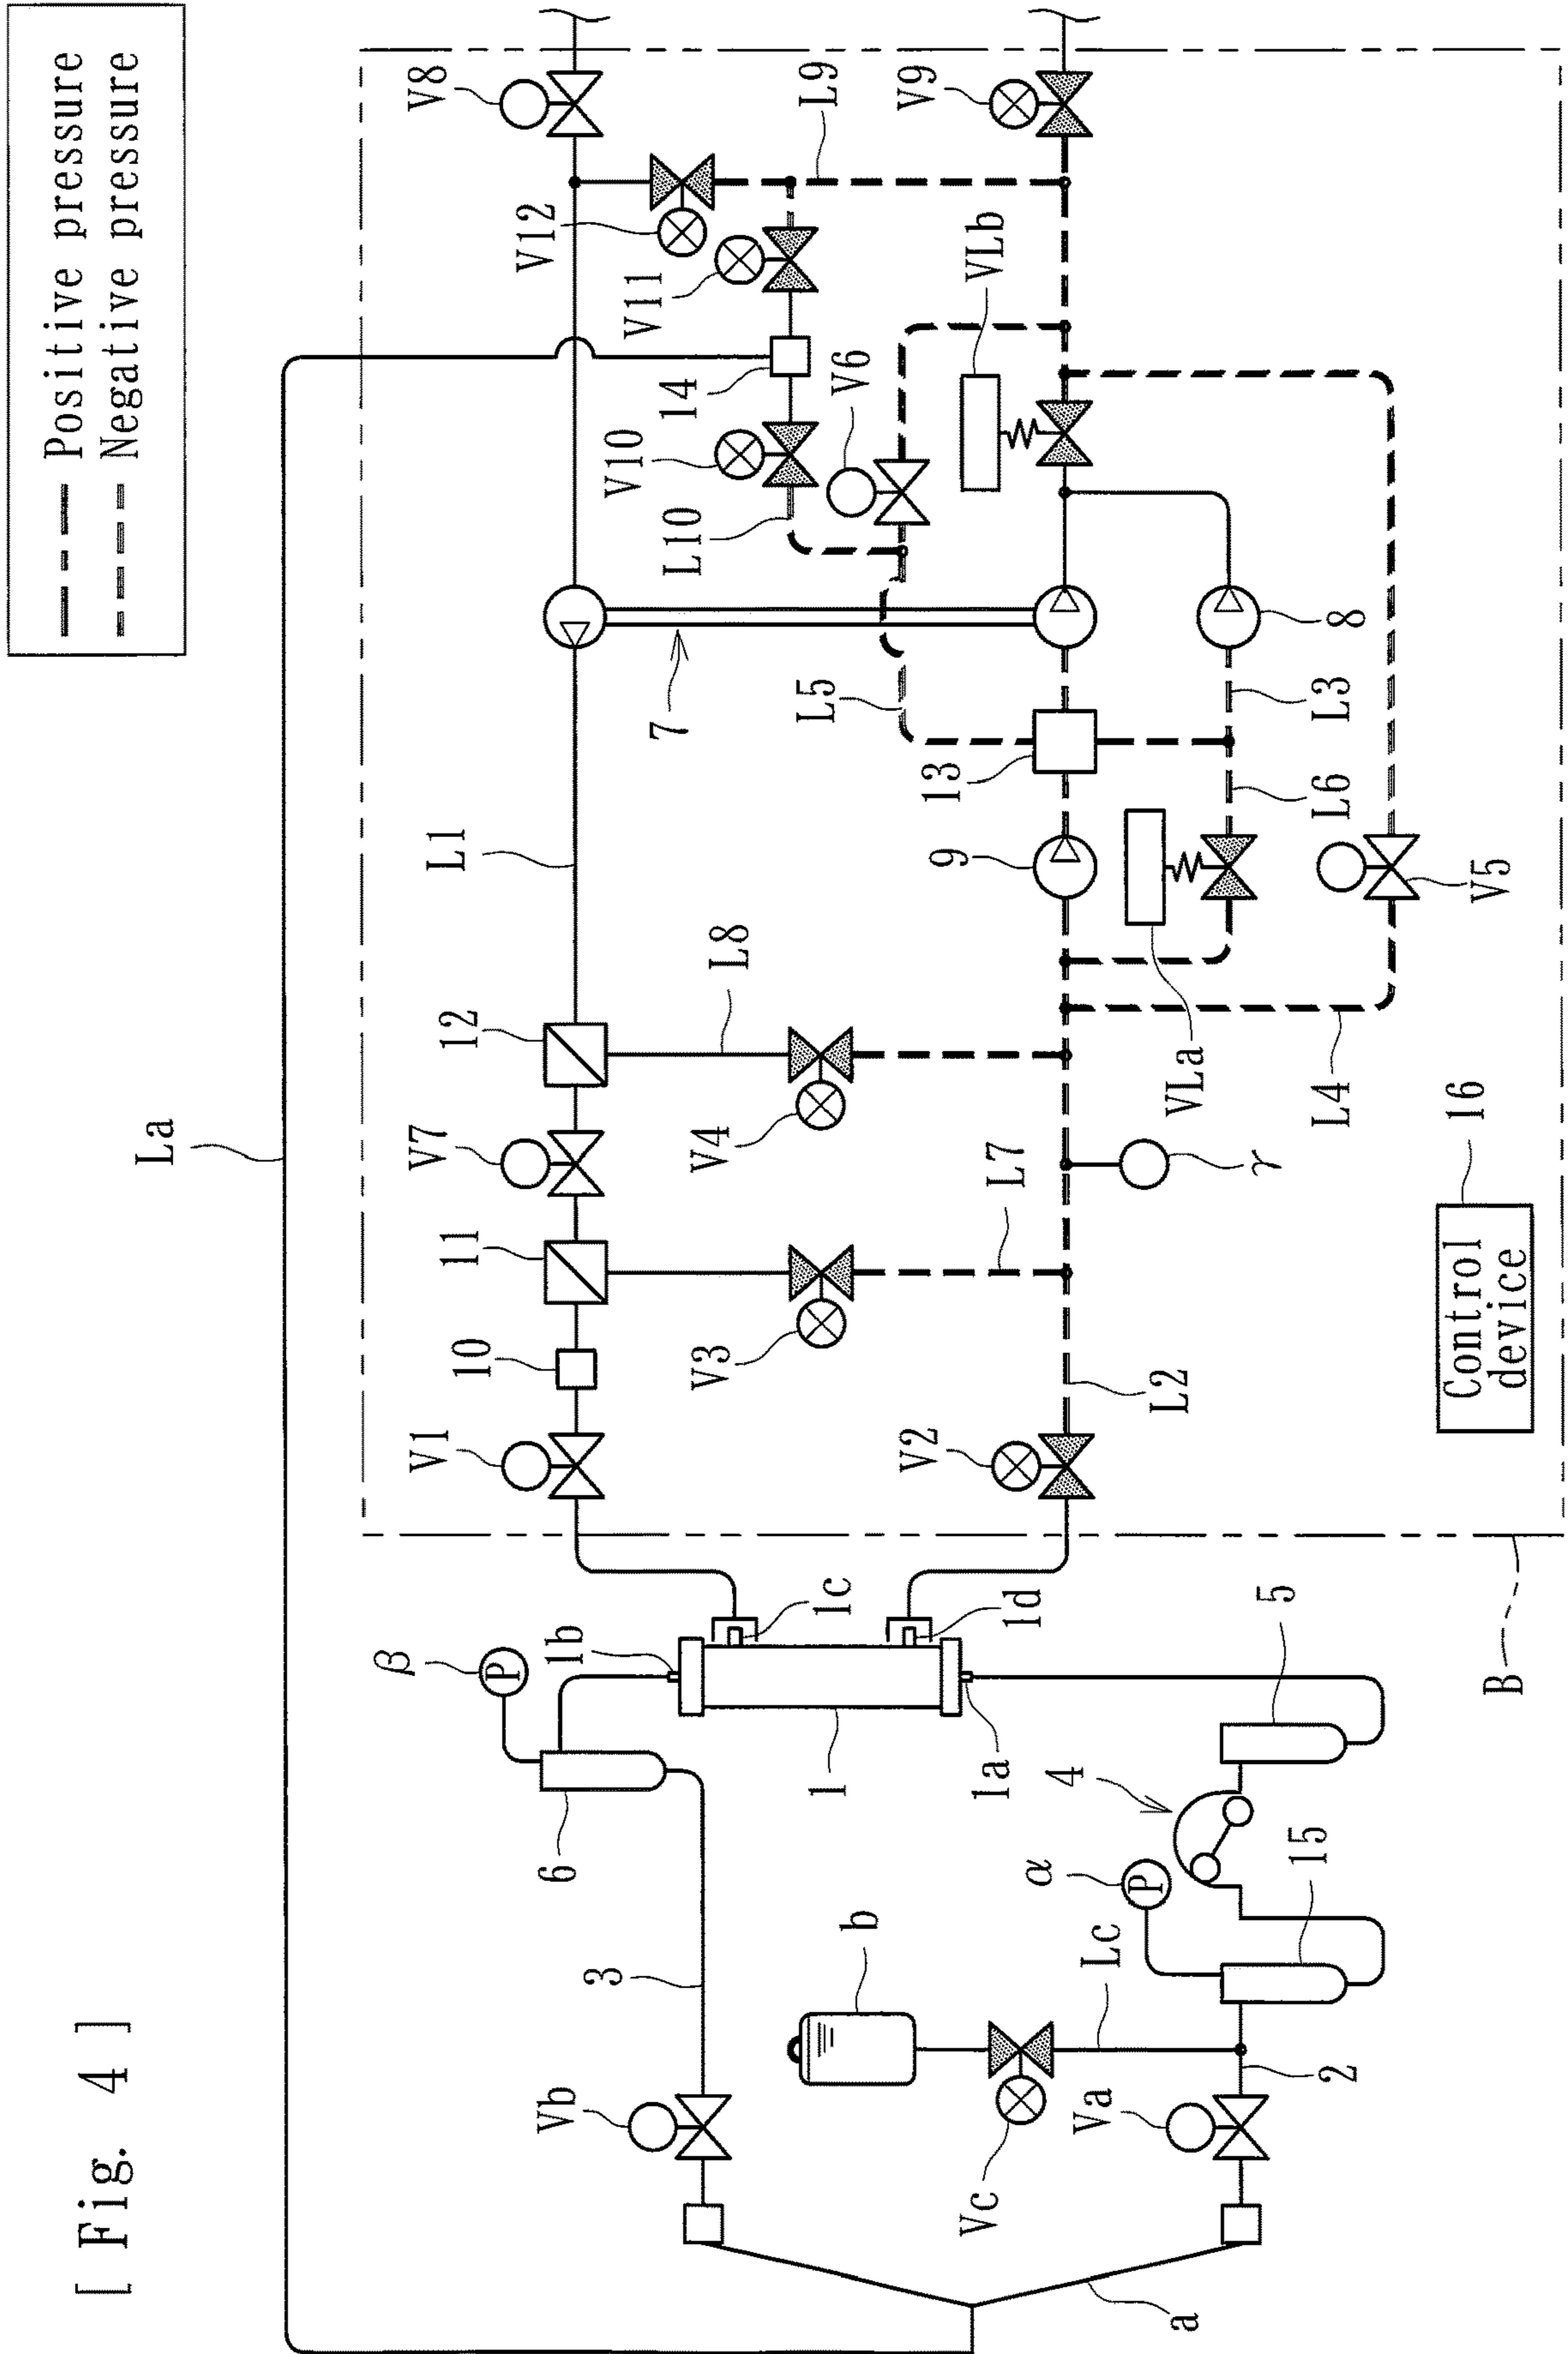 [ Fig. 4 ]
Positive pressure
Negative pressure
La
V8
V9
L9
V12
V11
VLb
14
V6
V10
L10
7
L5
8
L3
13
L6
L1
9
V5
L8
12
VLa
L4
V4
V7
16
L7
γ
11
Control
device
10
V3
L2
V1
V2
B
1c
1d
1b
β
P
5
1
1a
4
6
15
α
P
b
Lc
3
2
Vb
Va
Vc
a